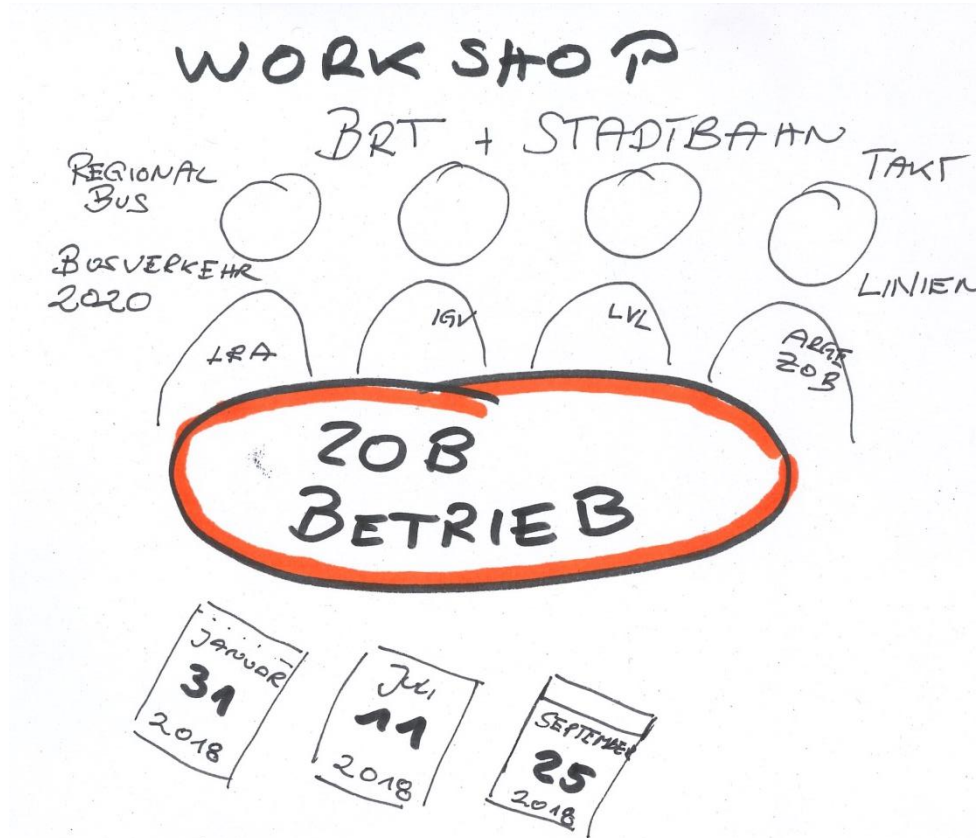 WORKSHOP
BRT + STADTBAHN
REGIONAL
BUS
TAKT
BUSVERKEHR
2020
LINIEN
LRA
IGV
LVL
ARGE
ZOB
ZOB
BETRIEB
JANUAR
31
2018
JULI
11
2018
SEPTEMBER
25
2018